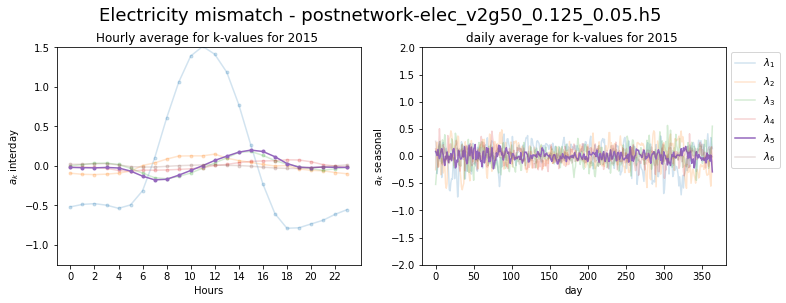 Electricity mismatch - postnetwork-elec_v2g50_0.125_0.05.h5
Hourly average for k-values for 2015
daily average for k-values for 2015
1.5
1.0
0.5
0.0
−0.5
−1.0
a_k interday
0 2 4 6 8 10 12 14 16 18 20 22
Hours
2.0
1.5
1.0
0.5
0.0
−0.5
−1.0
−1.5
−2.0
a_k seasonal
0 50 100 150 200 250 300 350
day
λ1
λ2
λ3
λ4
λ5
λ6